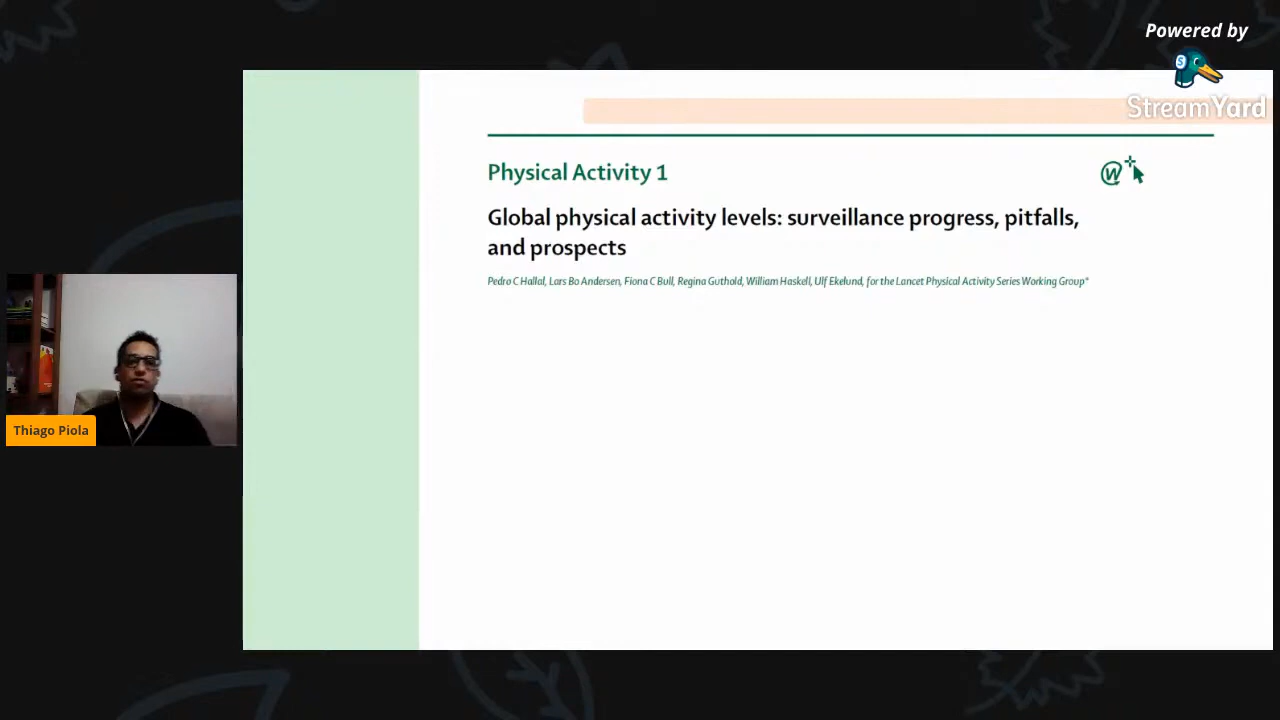 Powered by
StreamYard
Physical Activity 1
Global physical activity levels: surveillance progress, pitfalls,
and prospects
Pedro C Hallal, Lars Bo Andersen, Fiona C Bull, Regina Guthold, William Haskell, Ulf Ekelund, for the Lancet Physical Activity Series Working Group*
Thiago Piola